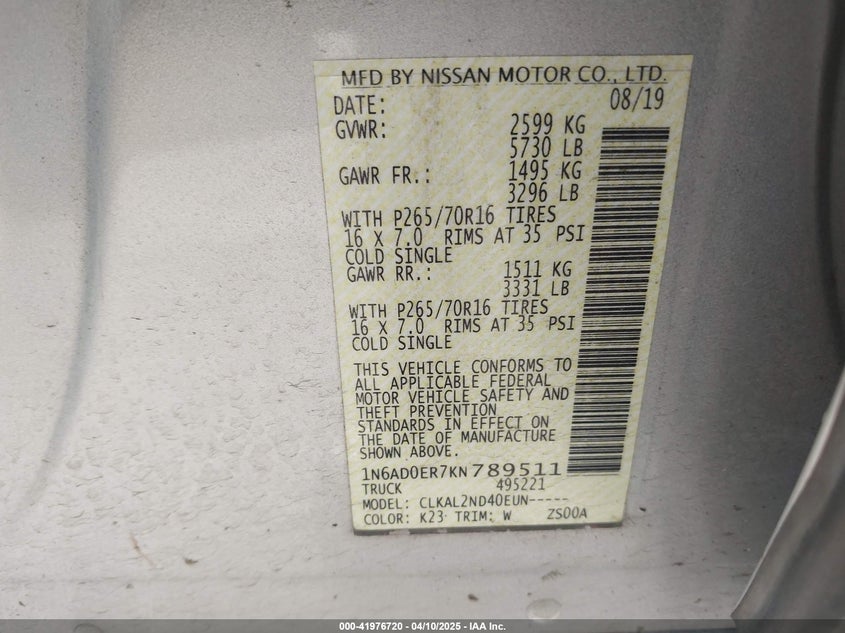 MFD BY NISSAN MOTOR CO., LTD.
DATE: 08/19
GVWR: 2599 KG
5730 LB
GAWR FR.: 1495 KG
3296 LB
WITH P265/70R16 TIRES
16 X 7.0 RIMS AT 35 PSI
COLD SINGLE
GAWR RR.: 1511 KG
3331 LB
WITH P265/70R16 TIRES
16 X 7.0 RIMS AT 35 PSI
COLD SINGLE
THIS VEHICLE CONFORMS TO
ALL APPLICABLE FEDERAL
MOTOR VEHICLE SAFETY AND
THEFT PREVENTION
STANDARDS IN EFFECT ON
THE DATE OF MANUFACTURE
SHOWN ABOVE.
1N6AD0ER7KN789511
TRUCK 495221
MODEL: CLKAL2ND40EUN-----
COLOR: K23 TRIM: W ZS00A
000-41976720 - 04/10/2025 - IAA Inc.